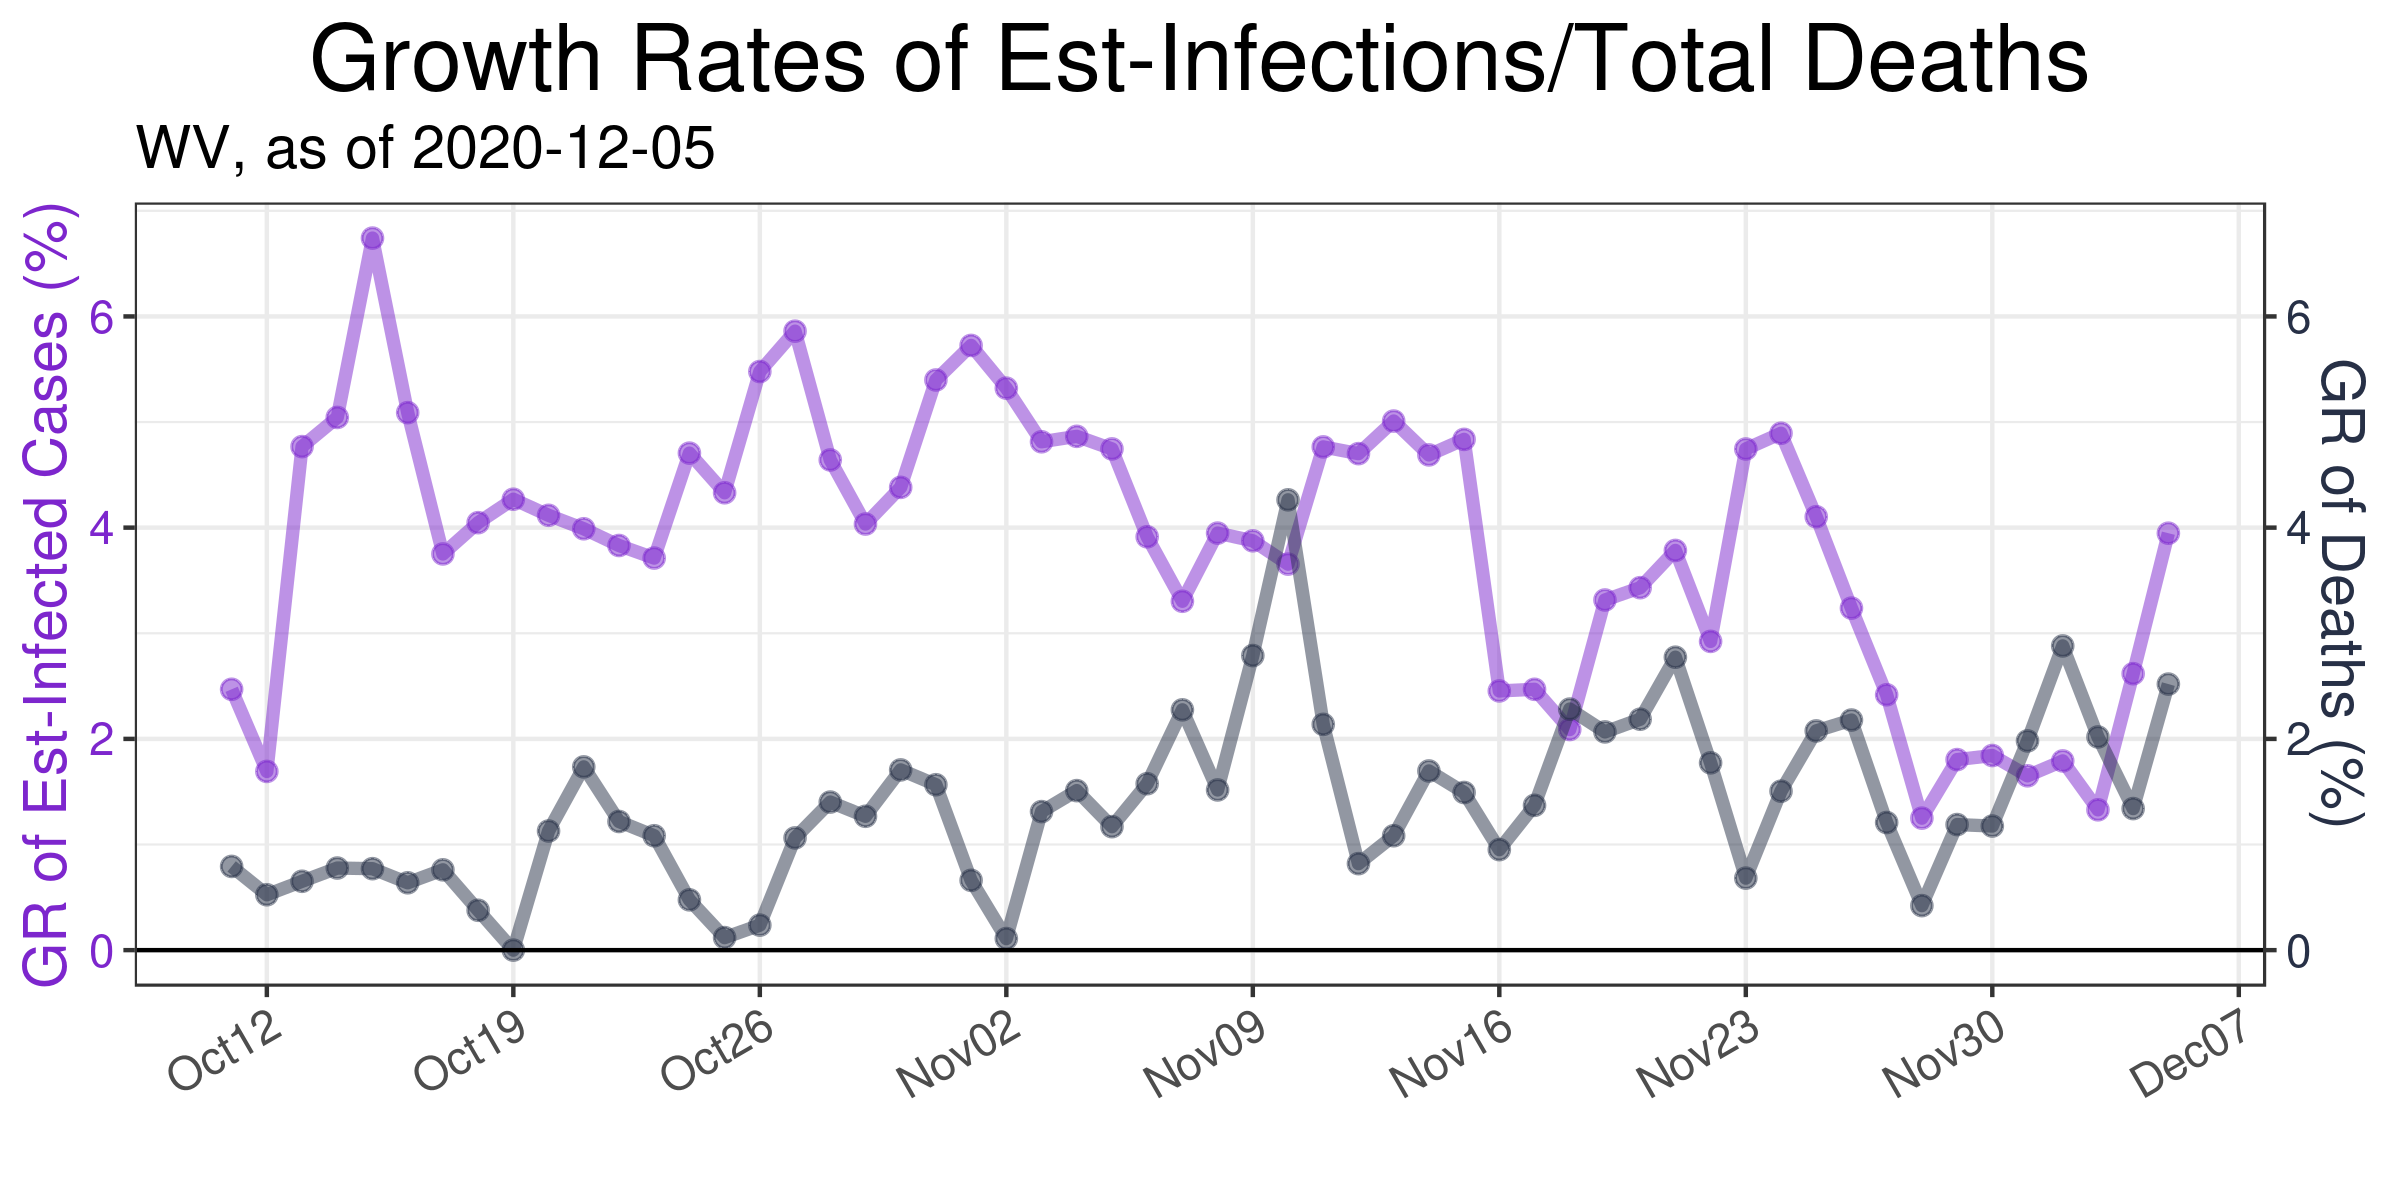 Growth Rates of Est-Infections/Total Deaths
WV, as of 2020-12-05
GR of Est-Infected Cases (%)
6
4
2
0
6
4
2
0
GR of Deaths (%)
Oct12
Oct19
Oct26
Nov02
Nov09
Nov16
Nov23
Nov30
Dec07